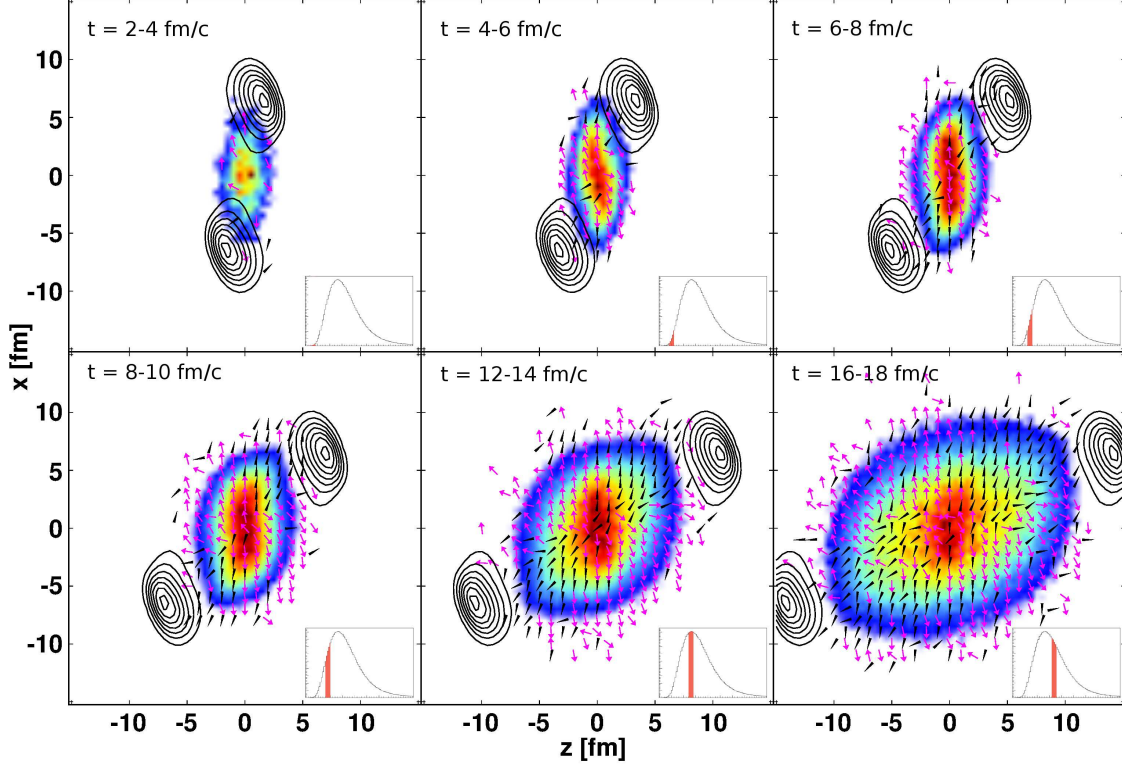 t = 2-4 fm/c
t = 4-6 fm/c
t = 6-8 fm/c
10
5
0
-5
-10
t = 8-10 fm/c
t = 12-14 fm/c
t = 16-18 fm/c
10
5
0
-5
-10
x [fm]
-10 -5 0 5 10
-10 -5 0 5 10
-10 -5 0 5 10
z [fm]